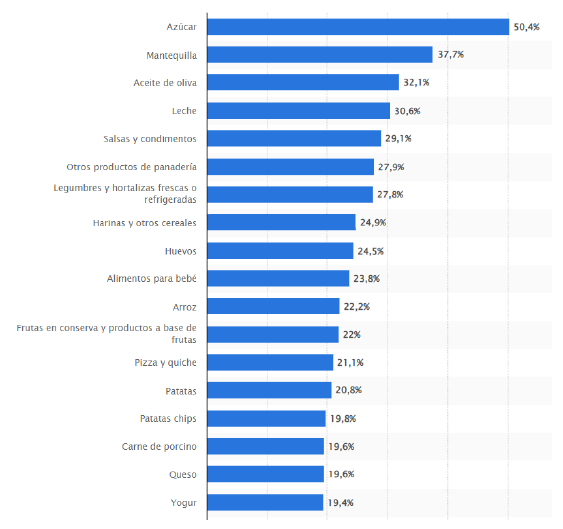 Azúcar 50,4%
Mantequilla 37,7%
Aceite de oliva 32,1%
Leche 30,6%
Salsas y condimentos 29,1%
Otros productos de panadería 27,9%
Legumbres y hortalizas frescas o
refrigeradas 27,8%
Harinas y otros cereales 24,9%
Huevos 24,5%
Alimentos para bebé 23,8%
Arroz 22,2%
Frutas en conserva y productos a base de
frutas 22%
Pizza y quiche 21,1%
Patatas 20,8%
Patatas chips 19,8%
Carne de porcino 19,6%
Queso 19,6%
Yogur 19,4%